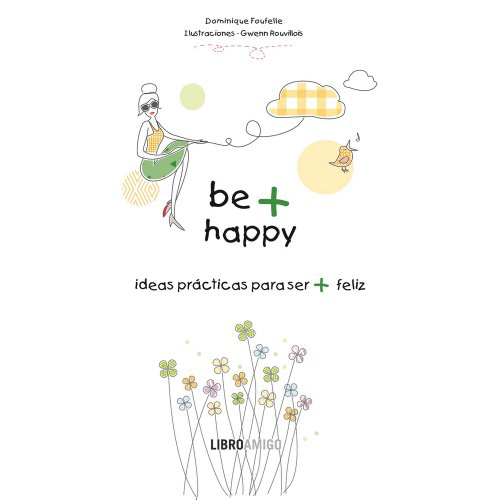 Dominique Foufelle
Ilustraciones - Gwenn Rouvillois
be +
happy
ideas prácticas para ser + feliz
LIBROAMIGO